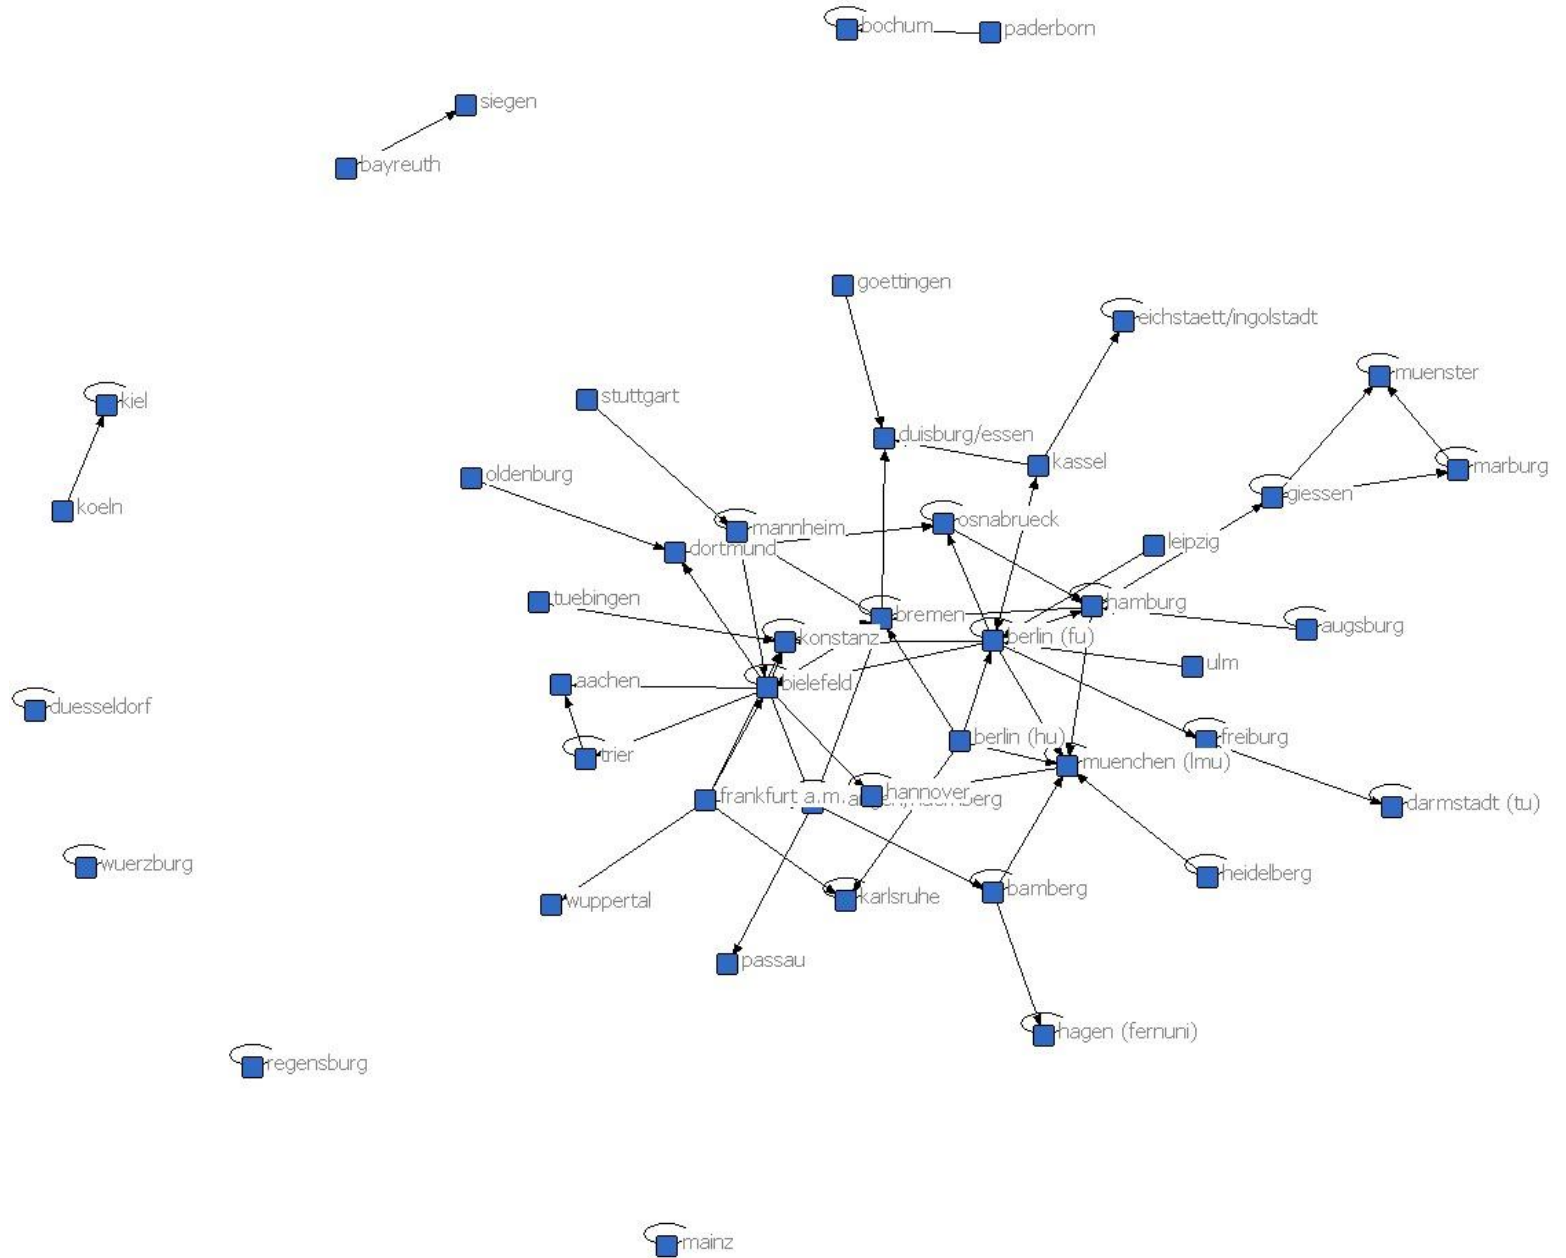 bochum
paderborn
siegen
bayreuth
goettingen
eichstaett/ingolstadt
muenster
kiel
stuttgart
duisburg/essen
kassel
marburg
oldenburg
giessen
koeln
osnabrueck
mannheim
leipzig
dortmund
tuebingen
hamburg
bremen
augsburg
konstanz
berlin (fu)
ulm
aachen
bielefeld
duesseldorf
berlin (hu)
freiburg
trier
muenchen (lmu)
frankfurt a.m.
hannover
darmstadt (tu)
wuerzburg
heidelberg
bamberg
karlsruhe
wuppertal
passau
hagen (fernuni)
regensburg
mainz